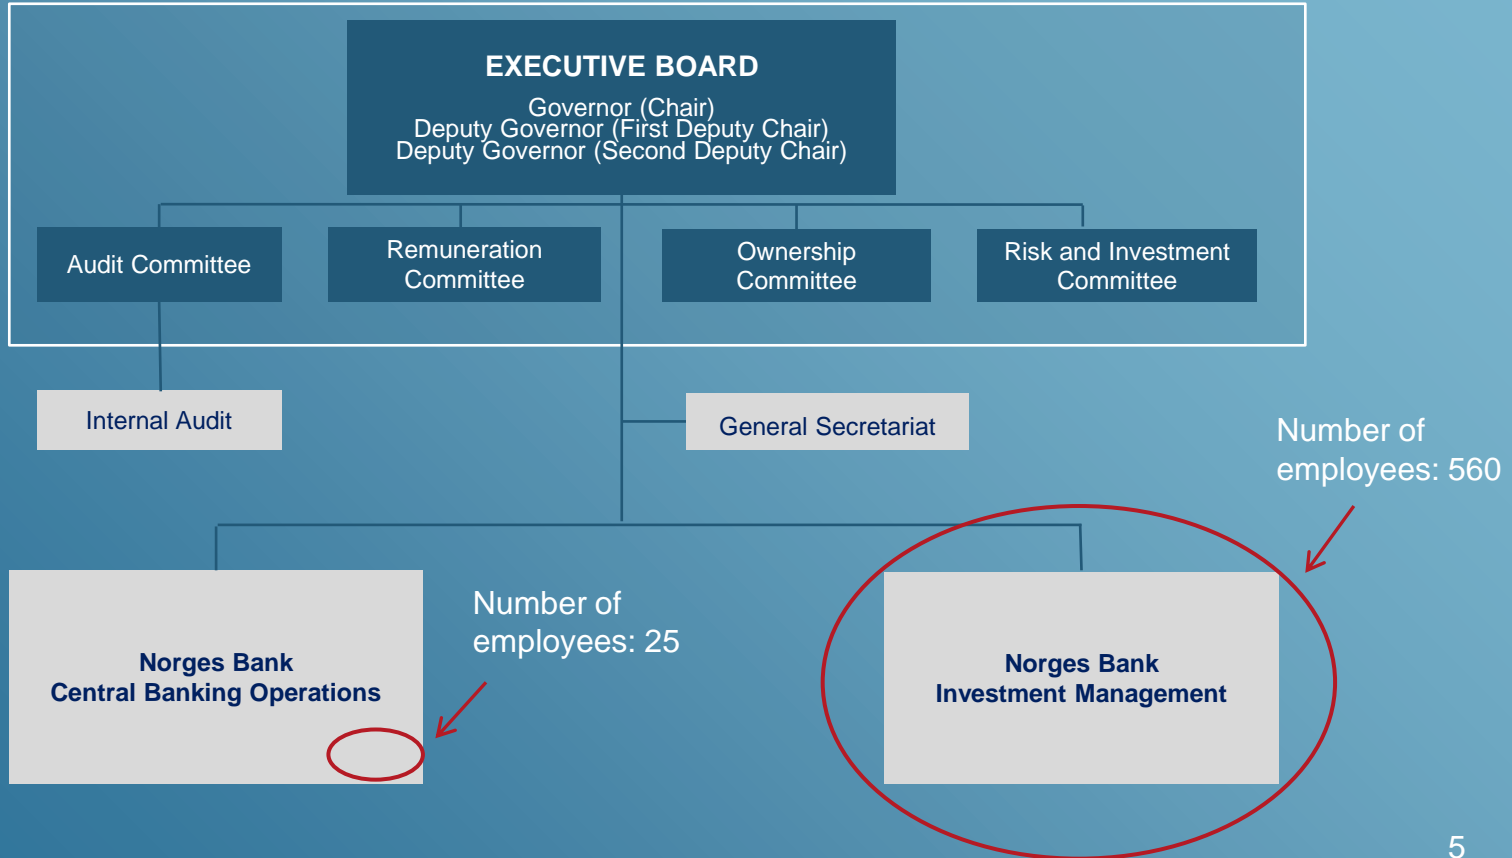 EXECUTIVE BOARD
Governor (Chair)
Deputy Governor (First Deputy Chair)
Deputy Governor (Second Deputy Chair)
Audit Committee
Remuneration
Committee
Ownership
Committee
Risk and Investment
Committee
Internal Audit
General Secretariat
Number of
employees: 560
Number of
employees: 25
Norges Bank
Central Banking Operations
Norges Bank
Investment Management
5